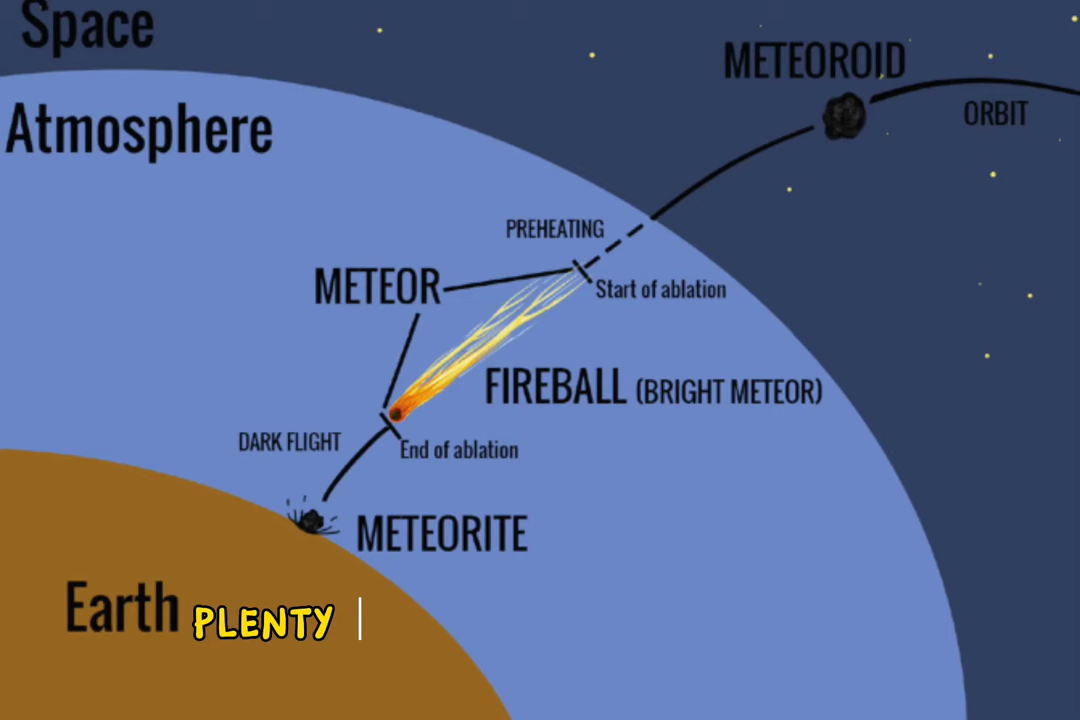 Space
METEOROID
Atmosphere
ORBIT
PREHEATING
METEOR
Start of ablation
FIREBALL (BRIGHT METEOR)
DARK FLIGHT
End of ablation
METEORITE
Earth PLENTY